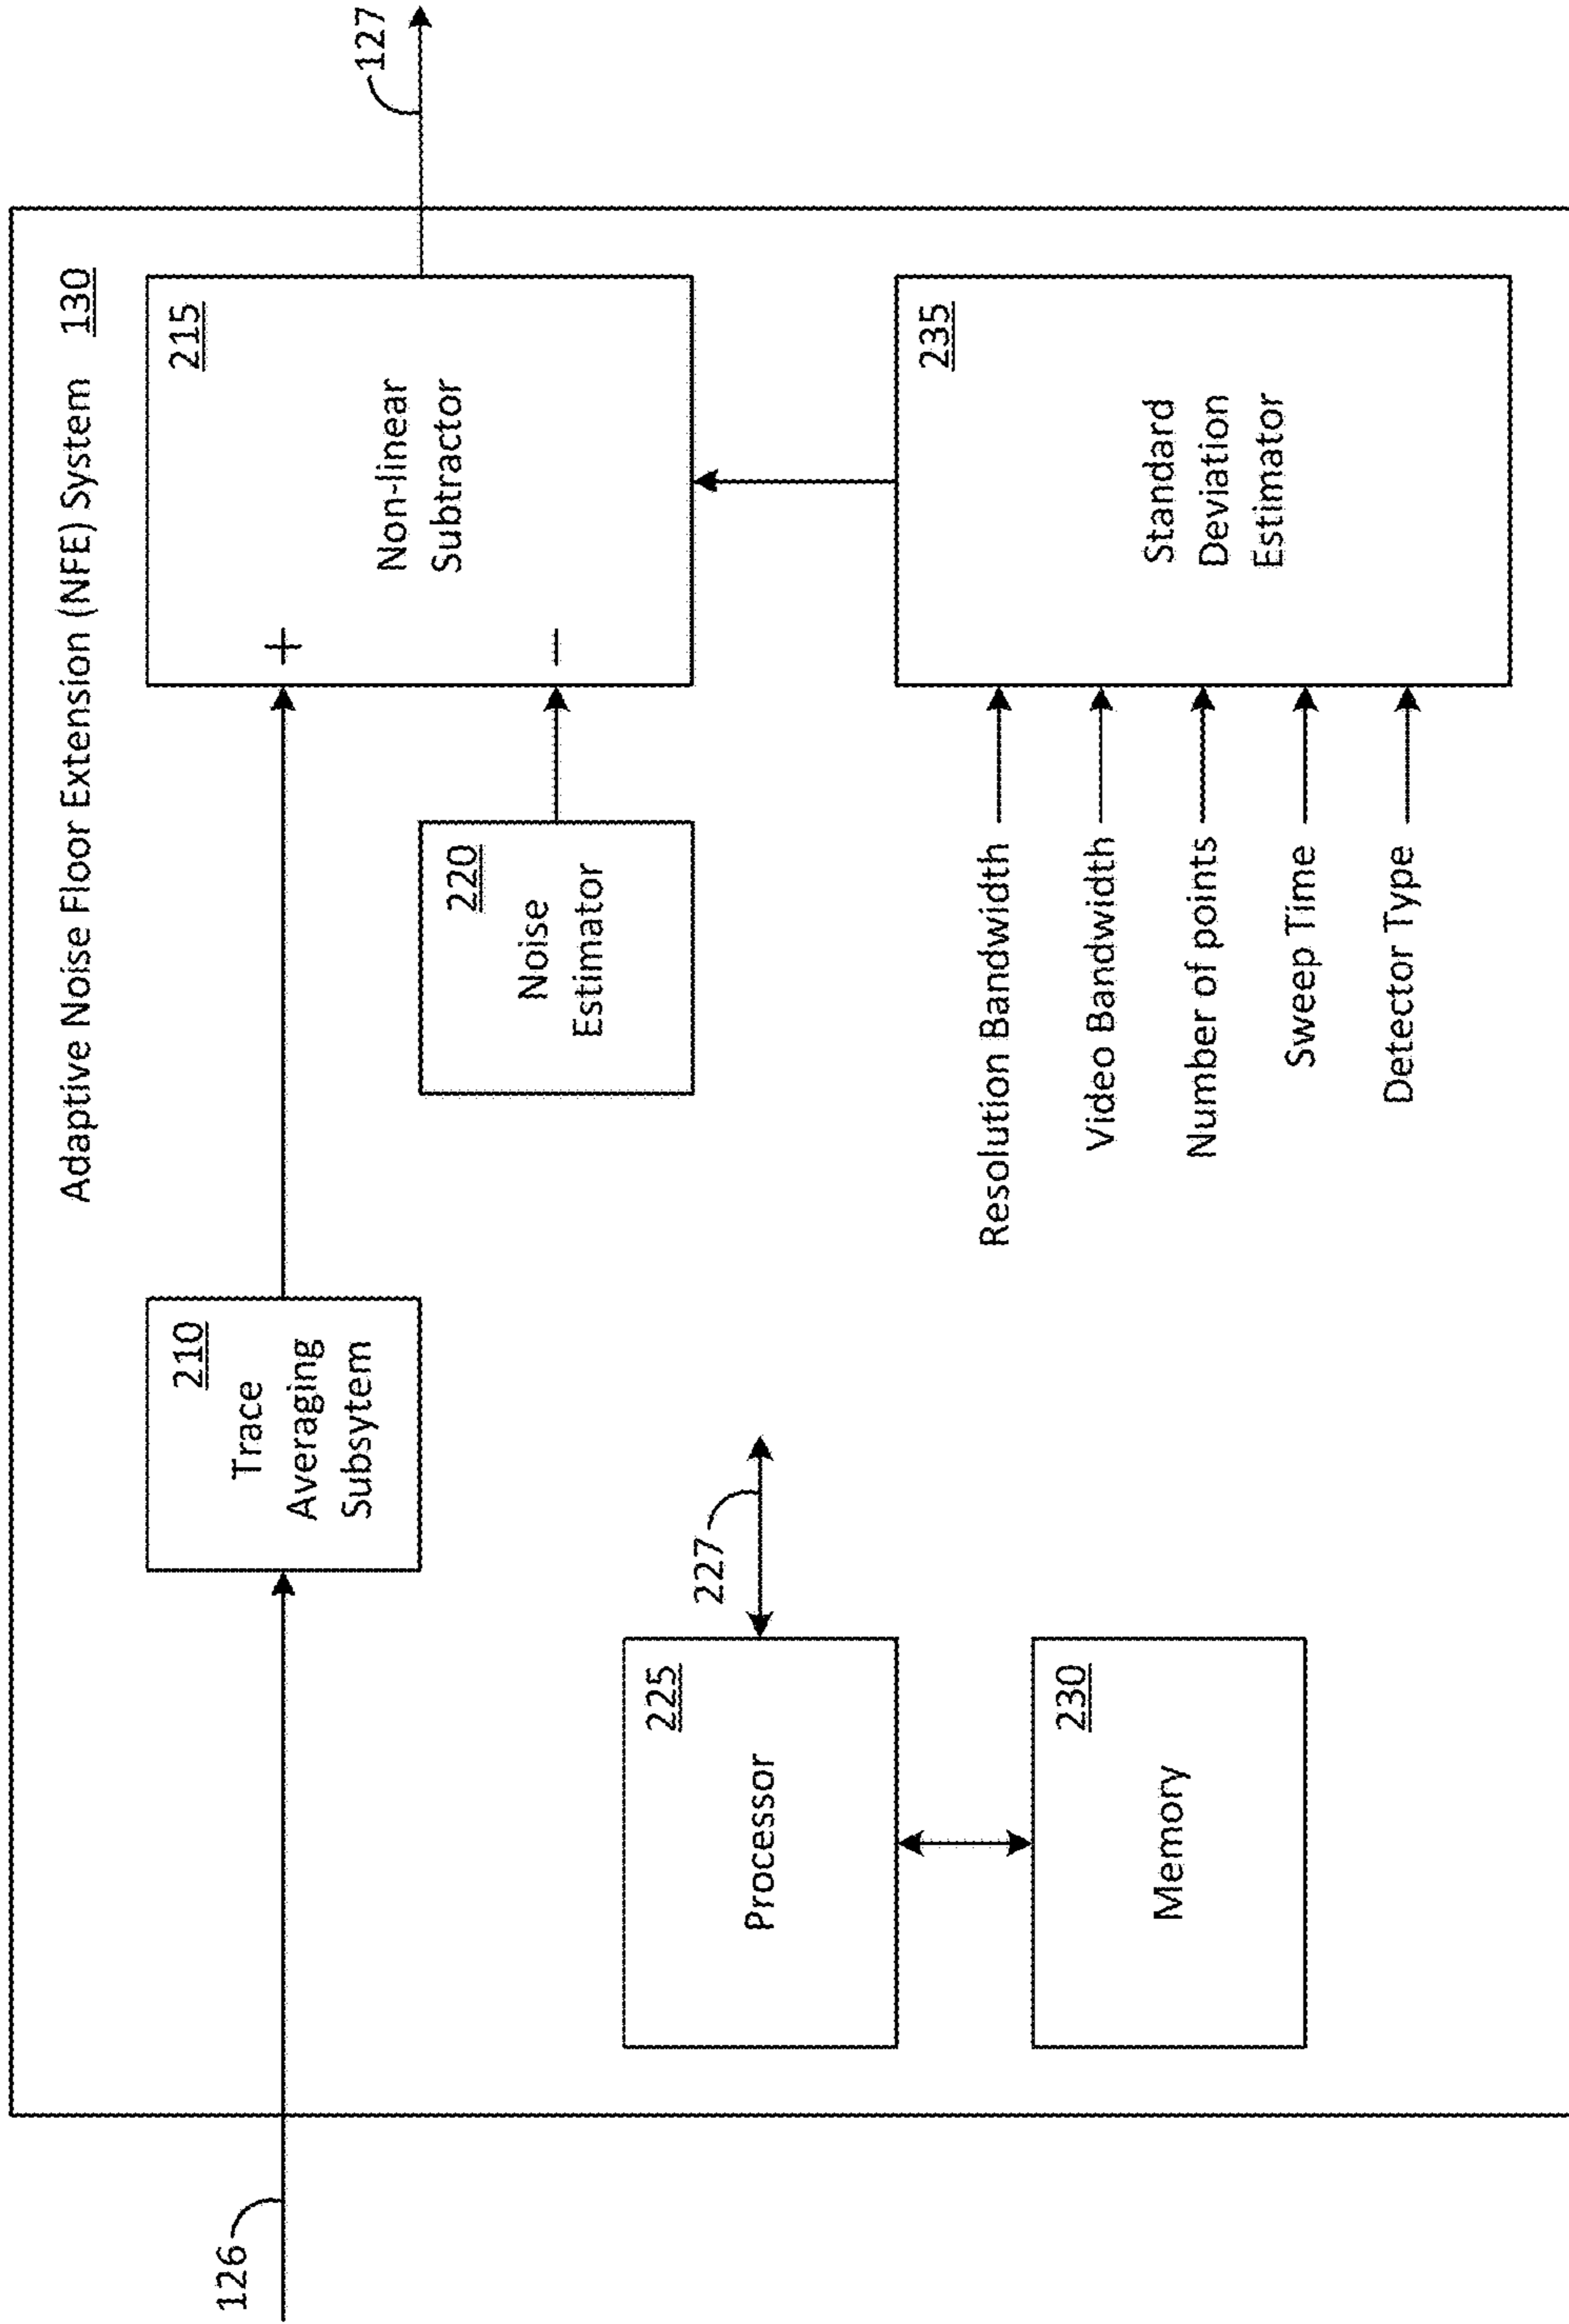 Adaptive Noise Floor Extension (NFE) System 130
126
210
Trace
Averaging
Subsytem
215
+
Non-linear
Subtractor
−
127
220
Noise
Estimator
225
Processor
227
230
Memory
Resolution Bandwidth
Video Bandwidth
Number of points
Sweep Time
Detector Type
235
Standard
Deviation
Estimator